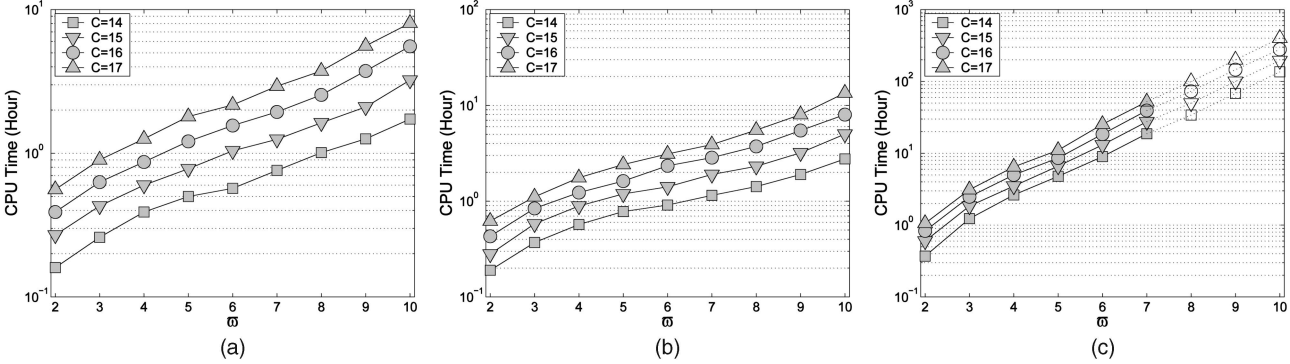 10^1
C=14
C=15
C=16
C=17
10^0
10^-1
CPU Time (Hour)
2 3 4 5 6 7 8 9 10
ϖ
(a)
10^2
C=14
C=15
C=16
C=17
10^1
10^0
10^-1
CPU Time (Hour)
2 3 4 5 6 7 8 9 10
ϖ
(b)
10^3
C=14
C=15
C=16
C=17
10^2
10^1
10^0
10^-1
CPU Time (Hour)
2 3 4 5 6 7 8 9 10
ϖ
(c)